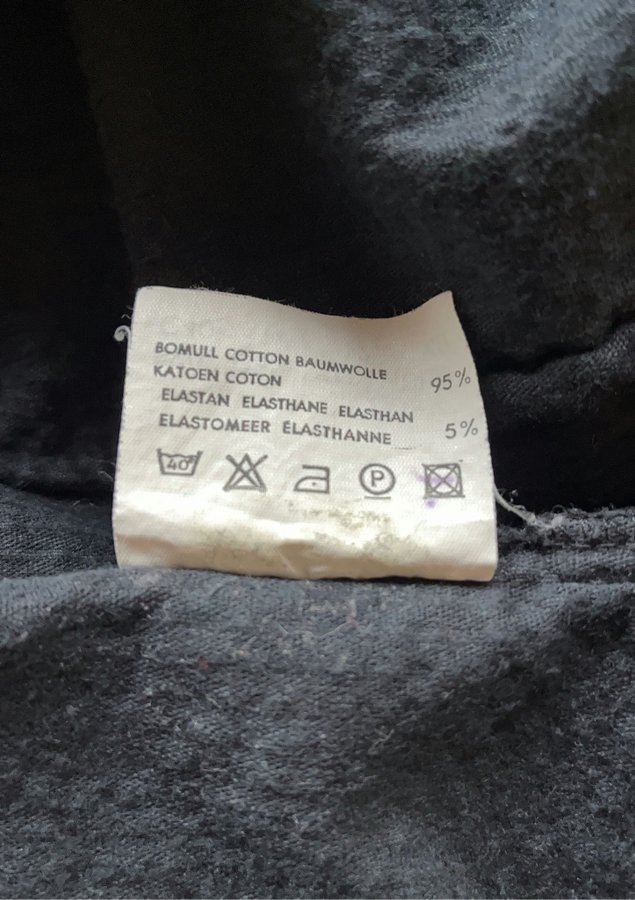 BOMULL COTTON BAUMWOLLE
KATOEN COTON 95%
ELASTAN ELASTHANE ELASTHAN
ELASTOMEER ÉLASTHANNE 5%
40 P